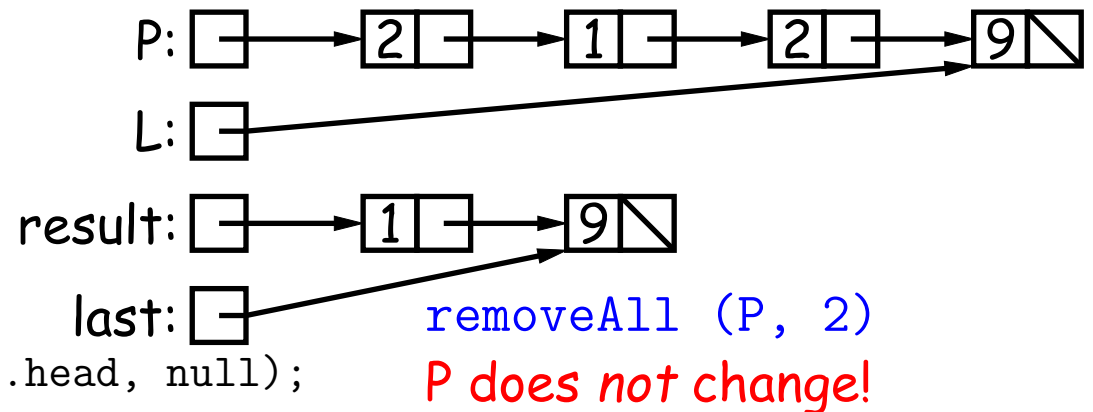 P: 2 1 2 9
L:
result: 1 9
last:
removeAll (P, 2)
.head, null);
P does not change!